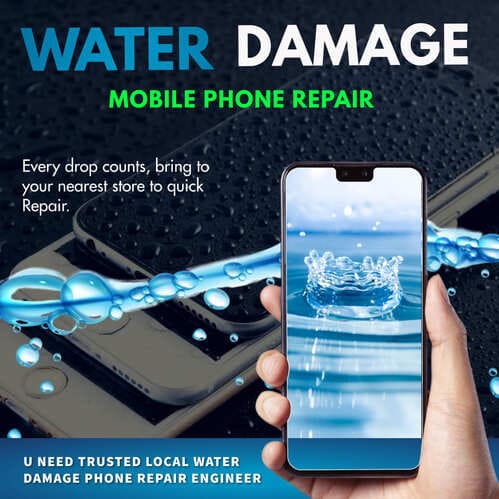 WATER DAMAGE
MOBILE PHONE REPAIR
Every drop counts, bring to
your nearest store to quick
Repair.
U NEED TRUSTED LOCAL WATER
DAMAGE PHONE REPAIR ENGINEER